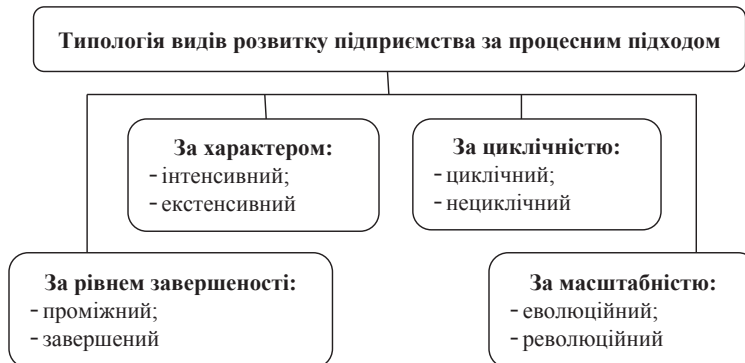 Типологія видів розвитку підприємства за процесним підходом
За характером:
- інтенсивний;
- екстенсивний
За циклічністю:
- циклічний;
- нециклічний
За рівнем завершеності:
- проміжний;
- завершений
За масштабністю:
- еволюційний;
- революційний